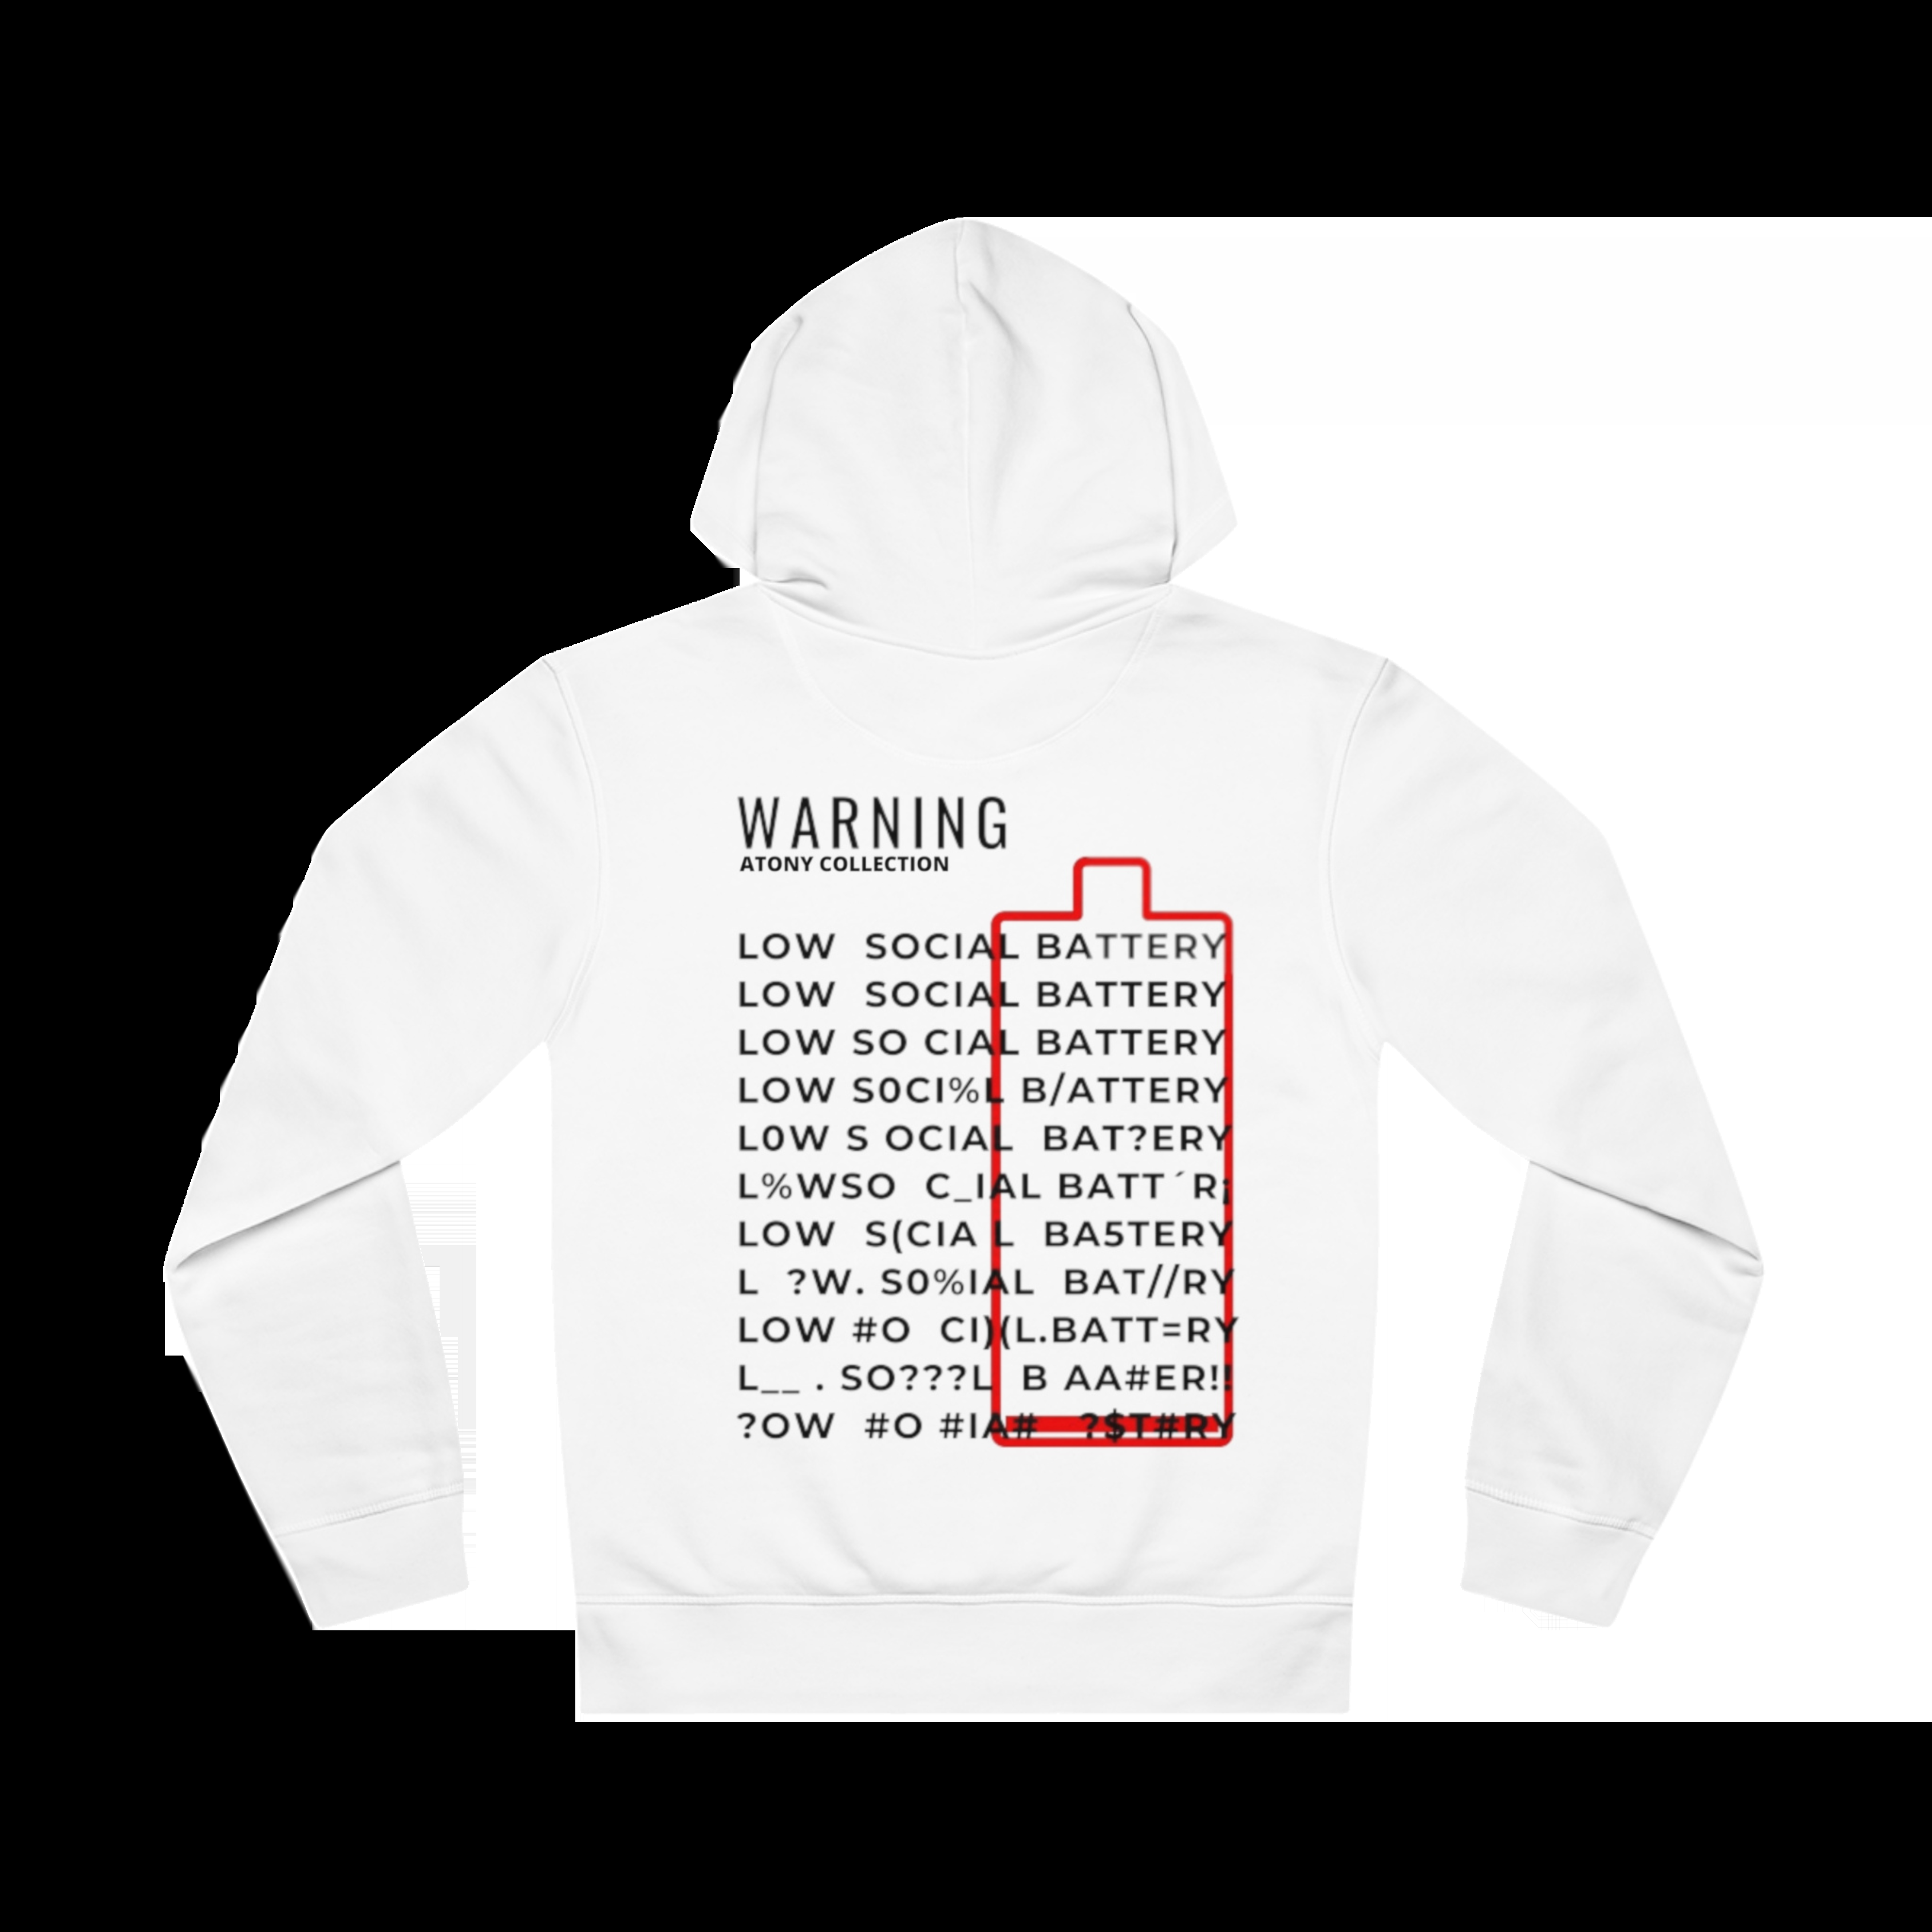 WARNING
ATONY COLLECTION
LOW  SOCIAL BATTERY
LOW  SOCIAL BATTERY
LOW SO CIAL BATTERY
LOW S0CI%L B/ATTERY
L0W S OCIAL  BAT?ERY
L%WSO  C_IAL BATT´R¡
LOW  S(CIA L  BA5TERY
L  ?W. S0%IAL  BAT//RY
LOW #O  CI)(L.BATT=RY
L__ . SO???L  B AA#ER!!
?OW  #O #IA#   ?$T#RY